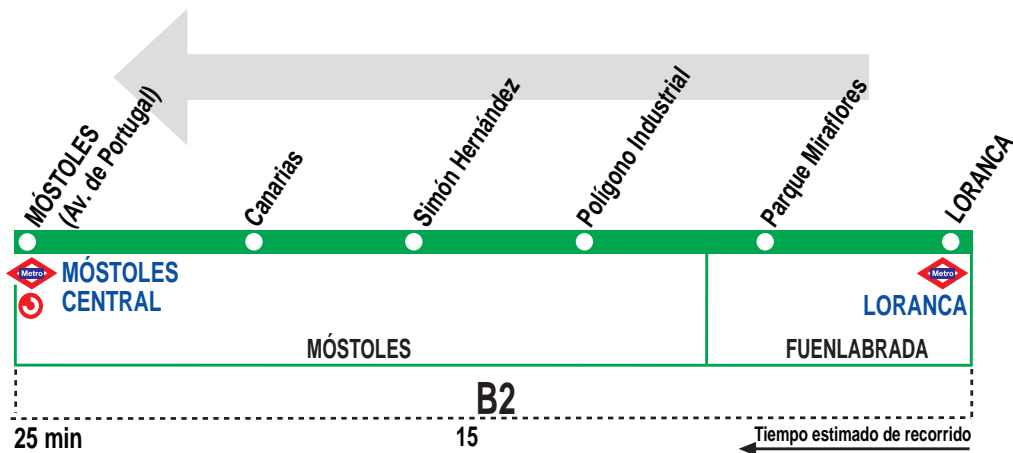 MÓSTOLES
(Av. de Portugal)
Canarias
Simón Hernández
Polígono Industrial
Parque Miraflores
LORANCA
Metro
MÓSTOLES
CENTRAL
Metro
LORANCA
MÓSTOLES
FUENLABRADA
B2
25 min
15
Tiempo estimado de recorrido